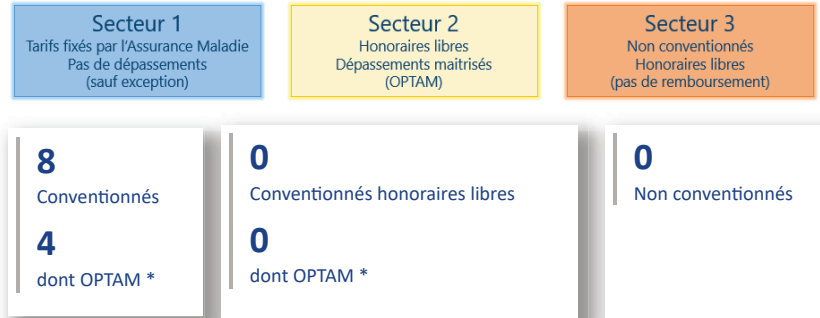 Secteur 1
Tarifs fixés par l'Assurance Maladie
Pas de dépassements
(sauf exception)
Secteur 2
Honoraires libres
Dépassements maitrisés
(OPTAM)
Secteur 3
Non conventionnés
Honoraires libres
(pas de remboursement)
8
Conventionnés
4
dont OPTAM *
0
Conventionnés honoraires libres
0
dont OPTAM *
0
Non conventionnés